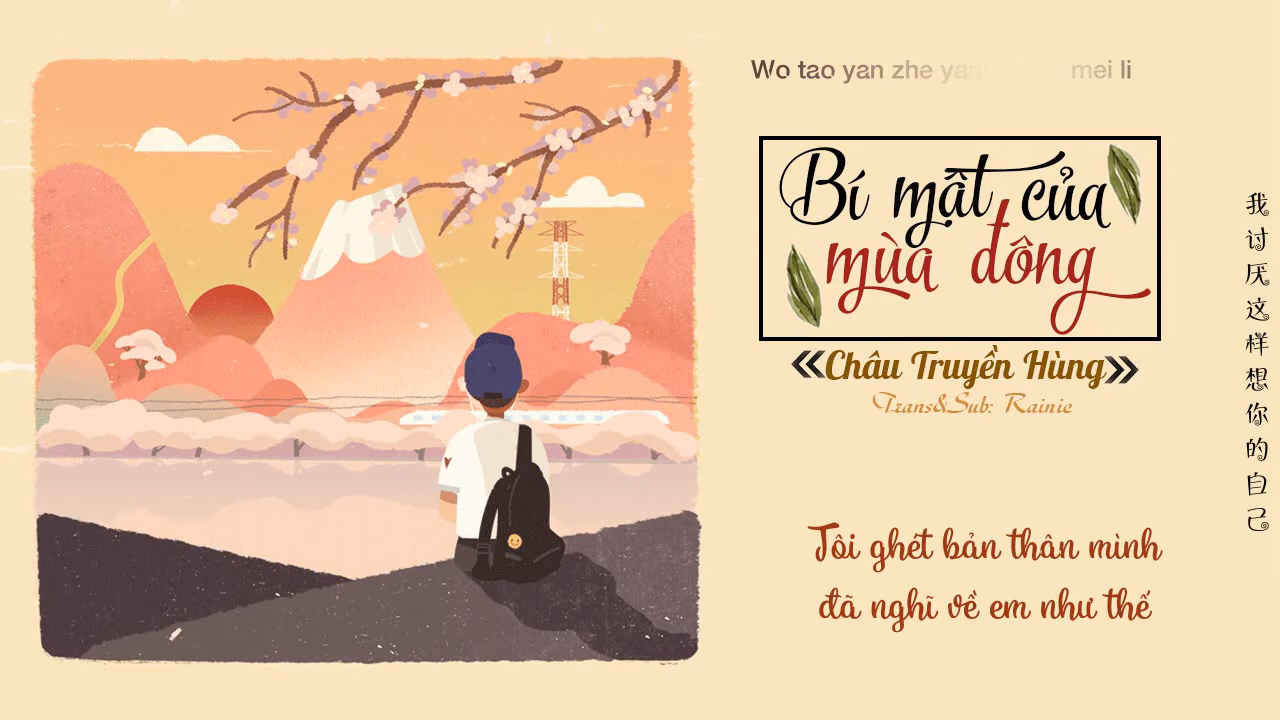 Wo tao yan zhe yan mei li
Bí mật của
mùa đông
Châu Truyền Hùng
Trans&Sub: Rainie
我讨厌这样想你的自己
Tôi ghét bản thân mình
đã nghĩ về em như thế